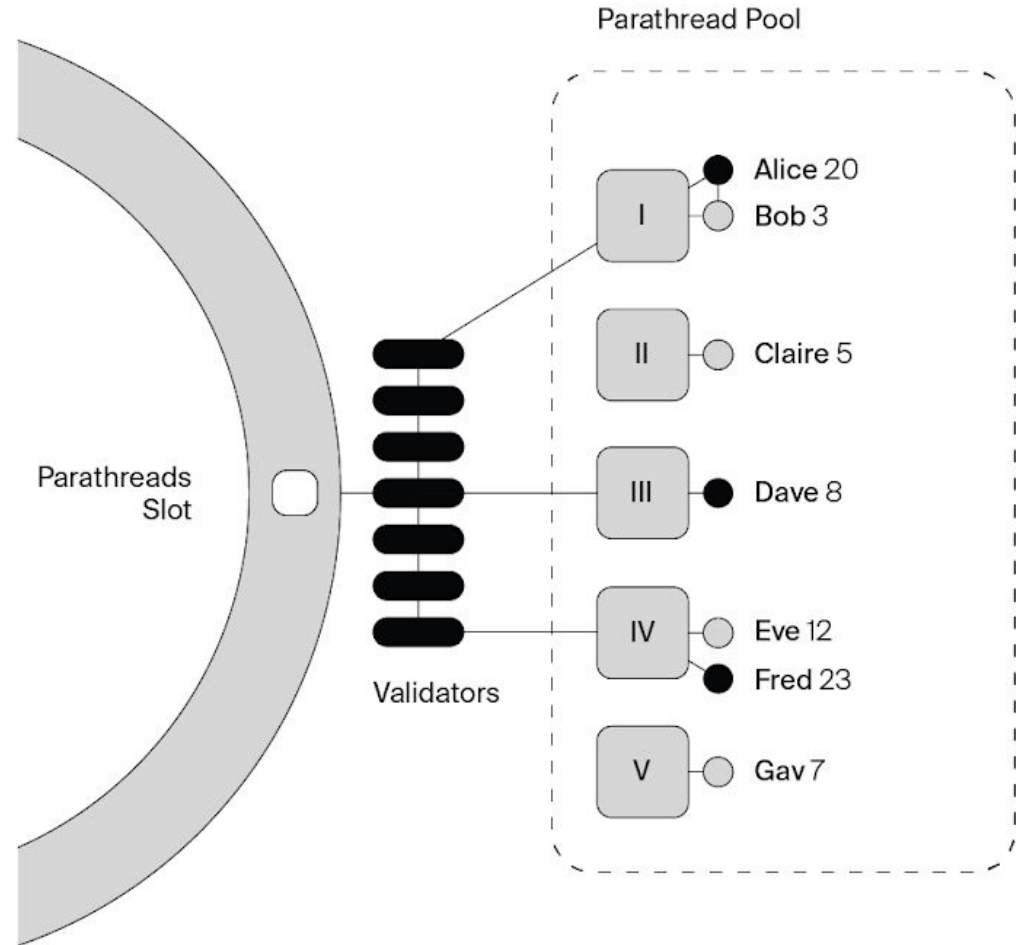 Parathread Pool
I
Alice 20
Bob 3
II
Claire 5
Parathreads
Slot
III
Dave 8
IV
Eve 12
Fred 23
Validators
V
Gav 7